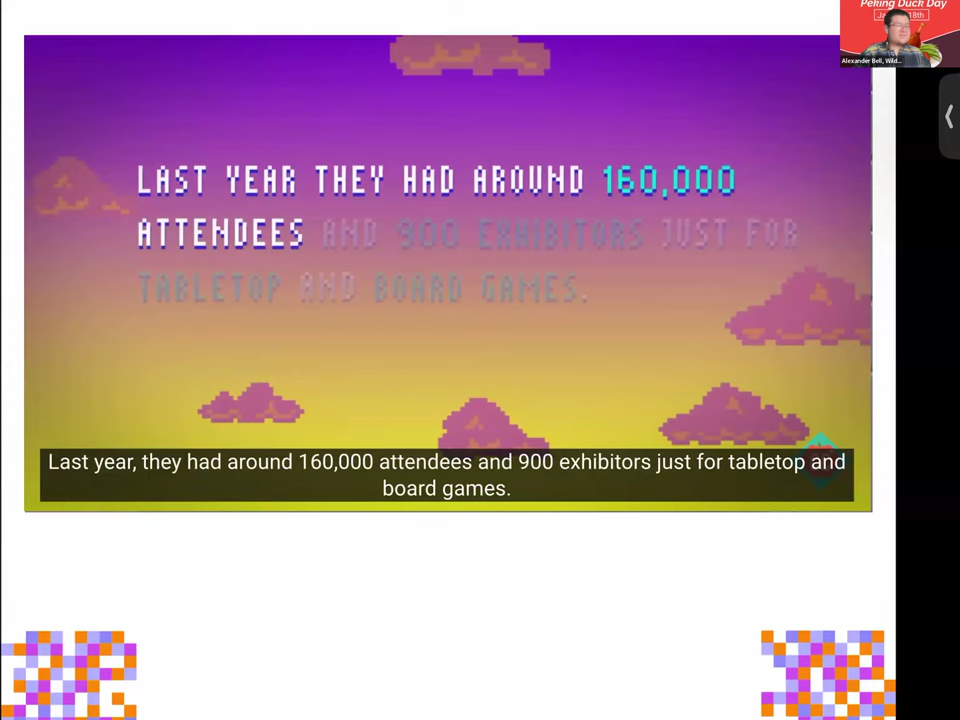 Peking Duck Day
18th
Alexander Bell, Wild...
LAST YEAR THEY HAD AROUND 160,000
ATTENDEES AND 900 EXHIBITORS JUST FOR
TABLETOP AND BOARD GAMES.
Last year, they had around 160,000 attendees and 900 exhibitors just for tabletop and
board games.